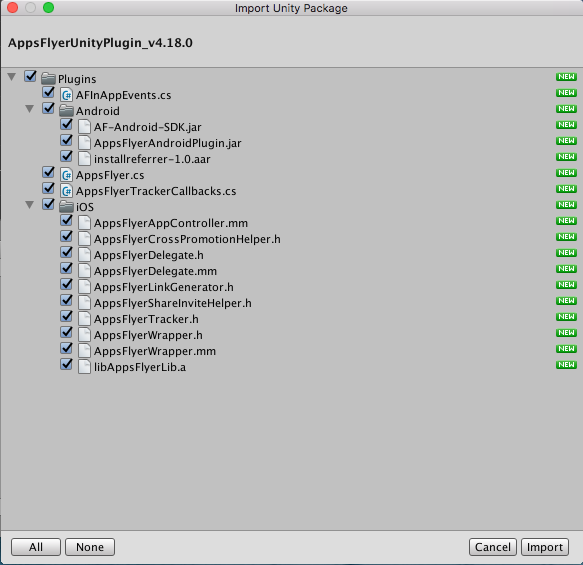 Import Unity Package
AppsFlyerUnityPlugin_v4.18.0
Plugins NEW
AFInAppEvents.cs NEW
Android NEW
AF-Android-SDK.jar NEW
AppsFlyerAndroidPlugin.jar NEW
installreferrer-1.0.aar NEW
AppsFlyer.cs NEW
AppsFlyerTrackerCallbacks.cs NEW
iOS NEW
AppsFlyerAppController.mm NEW
AppsFlyerCrossPromotionHelper.h NEW
AppsFlyerDelegate.h NEW
AppsFlyerDelegate.mm NEW
AppsFlyerLinkGenerator.h NEW
AppsFlyerShareInviteHelper.h NEW
AppsFlyerTracker.h NEW
AppsFlyerWrapper.h NEW
AppsFlyerWrapper.mm NEW
libAppsFlyerLib.a NEW
All None Cancel Import